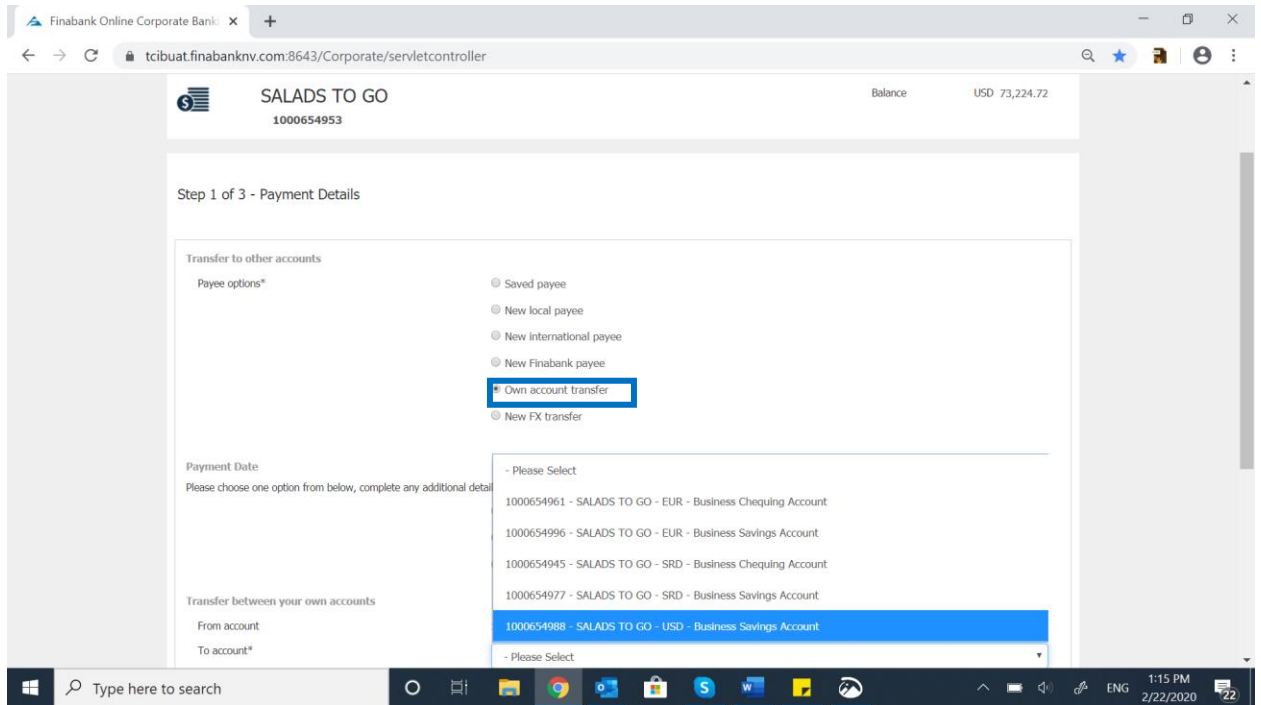 Finabank Online Corporate Banki
tcibuat.finabanknv.com:8643/Corporate/servletcontroller
SALADS TO GO
1000654953
Balance
USD 73,224.72
Step 1 of 3 - Payment Details
Transfer to other accounts
Payee options*
Saved payee
New local payee
New international payee
New Finabank payee
Own account transfer
New FX transfer
Payment Date
Please choose one option from below, complete any additional detail
- Please Select
1000654961 - SALADS TO GO - EUR - Business Chequing Account
1000654996 - SALADS TO GO - EUR - Business Savings Account
1000654945 - SALADS TO GO - SRD - Business Chequing Account
1000654977 - SALADS TO GO - SRD - Business Savings Account
1000654988 - SALADS TO GO - USD - Business Savings Account
Transfer between your own accounts
From account
To account*
- Please Select
Type here to search
ENG
1:15 PM
2/22/2020
22